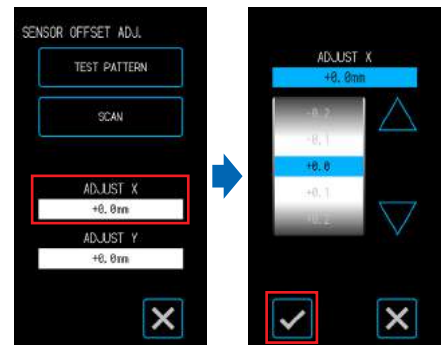 SENSOR OFFSET ADJ.
TEST PATTERN
SCAN
ADJUST X
+0.0mm
ADJUST Y
+0.0mm
ADJUST X
+0.0mm
-0.2
-0.1
+0.0
+0.1
+0.2